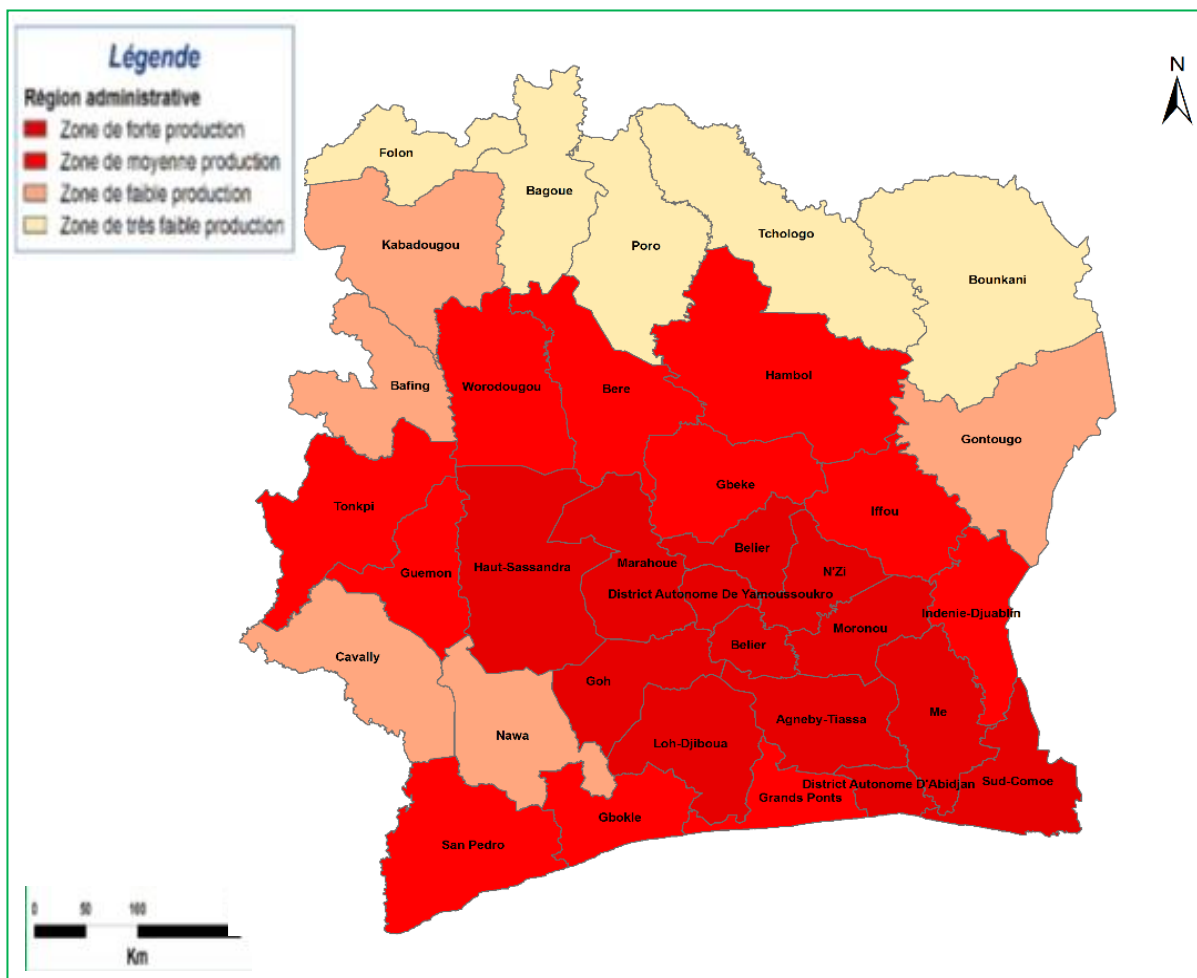 Légende
Région administrative
Zone de forte production
Zone de moyenne production
Zone de faible production
Zone de très faible production
N
Folon
Bagoue
Kabadougou
Poro
Tchologo
Bounkani
Bafing
Worodougou
Bere
Hambol
Gontougo
Tonkpi
Gbeke
Iffou
Guemon
Haut-Sassandra
Marahoue
Belier
N'Zi
District Autonome De Yamoussoukro
Indenie-Djuablin
Moronou
Cavally
Belier
Goh
Nawa
Loh-Djiboua
Agneby-Tiassa
Me
District Autonome D'Abidjan
Sud-Comoe
Grands Ponts
Gbokle
San Pedro
0 50 100
Km